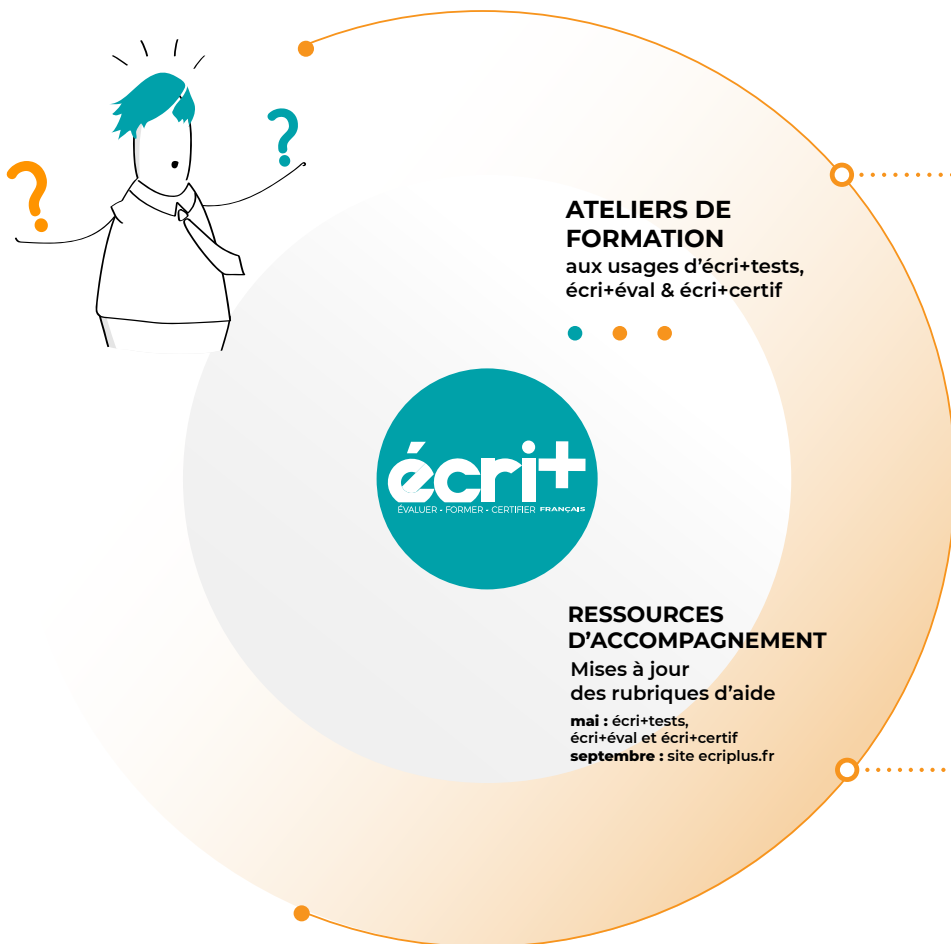 ?
?
ATELIERS DE
FORMATION
aux usages d’écri+tests,
écri+éval & écri+certif
écri+
ÉVALUER • FORMER • CERTIFIER FRANÇAIS
RESSOURCES
D’ACCOMPAGNEMENT
Mises à jour
des rubriques d’aide
mai : écri+tests,
écri+éval et écri+certif
septembre : site ecriplus.fr